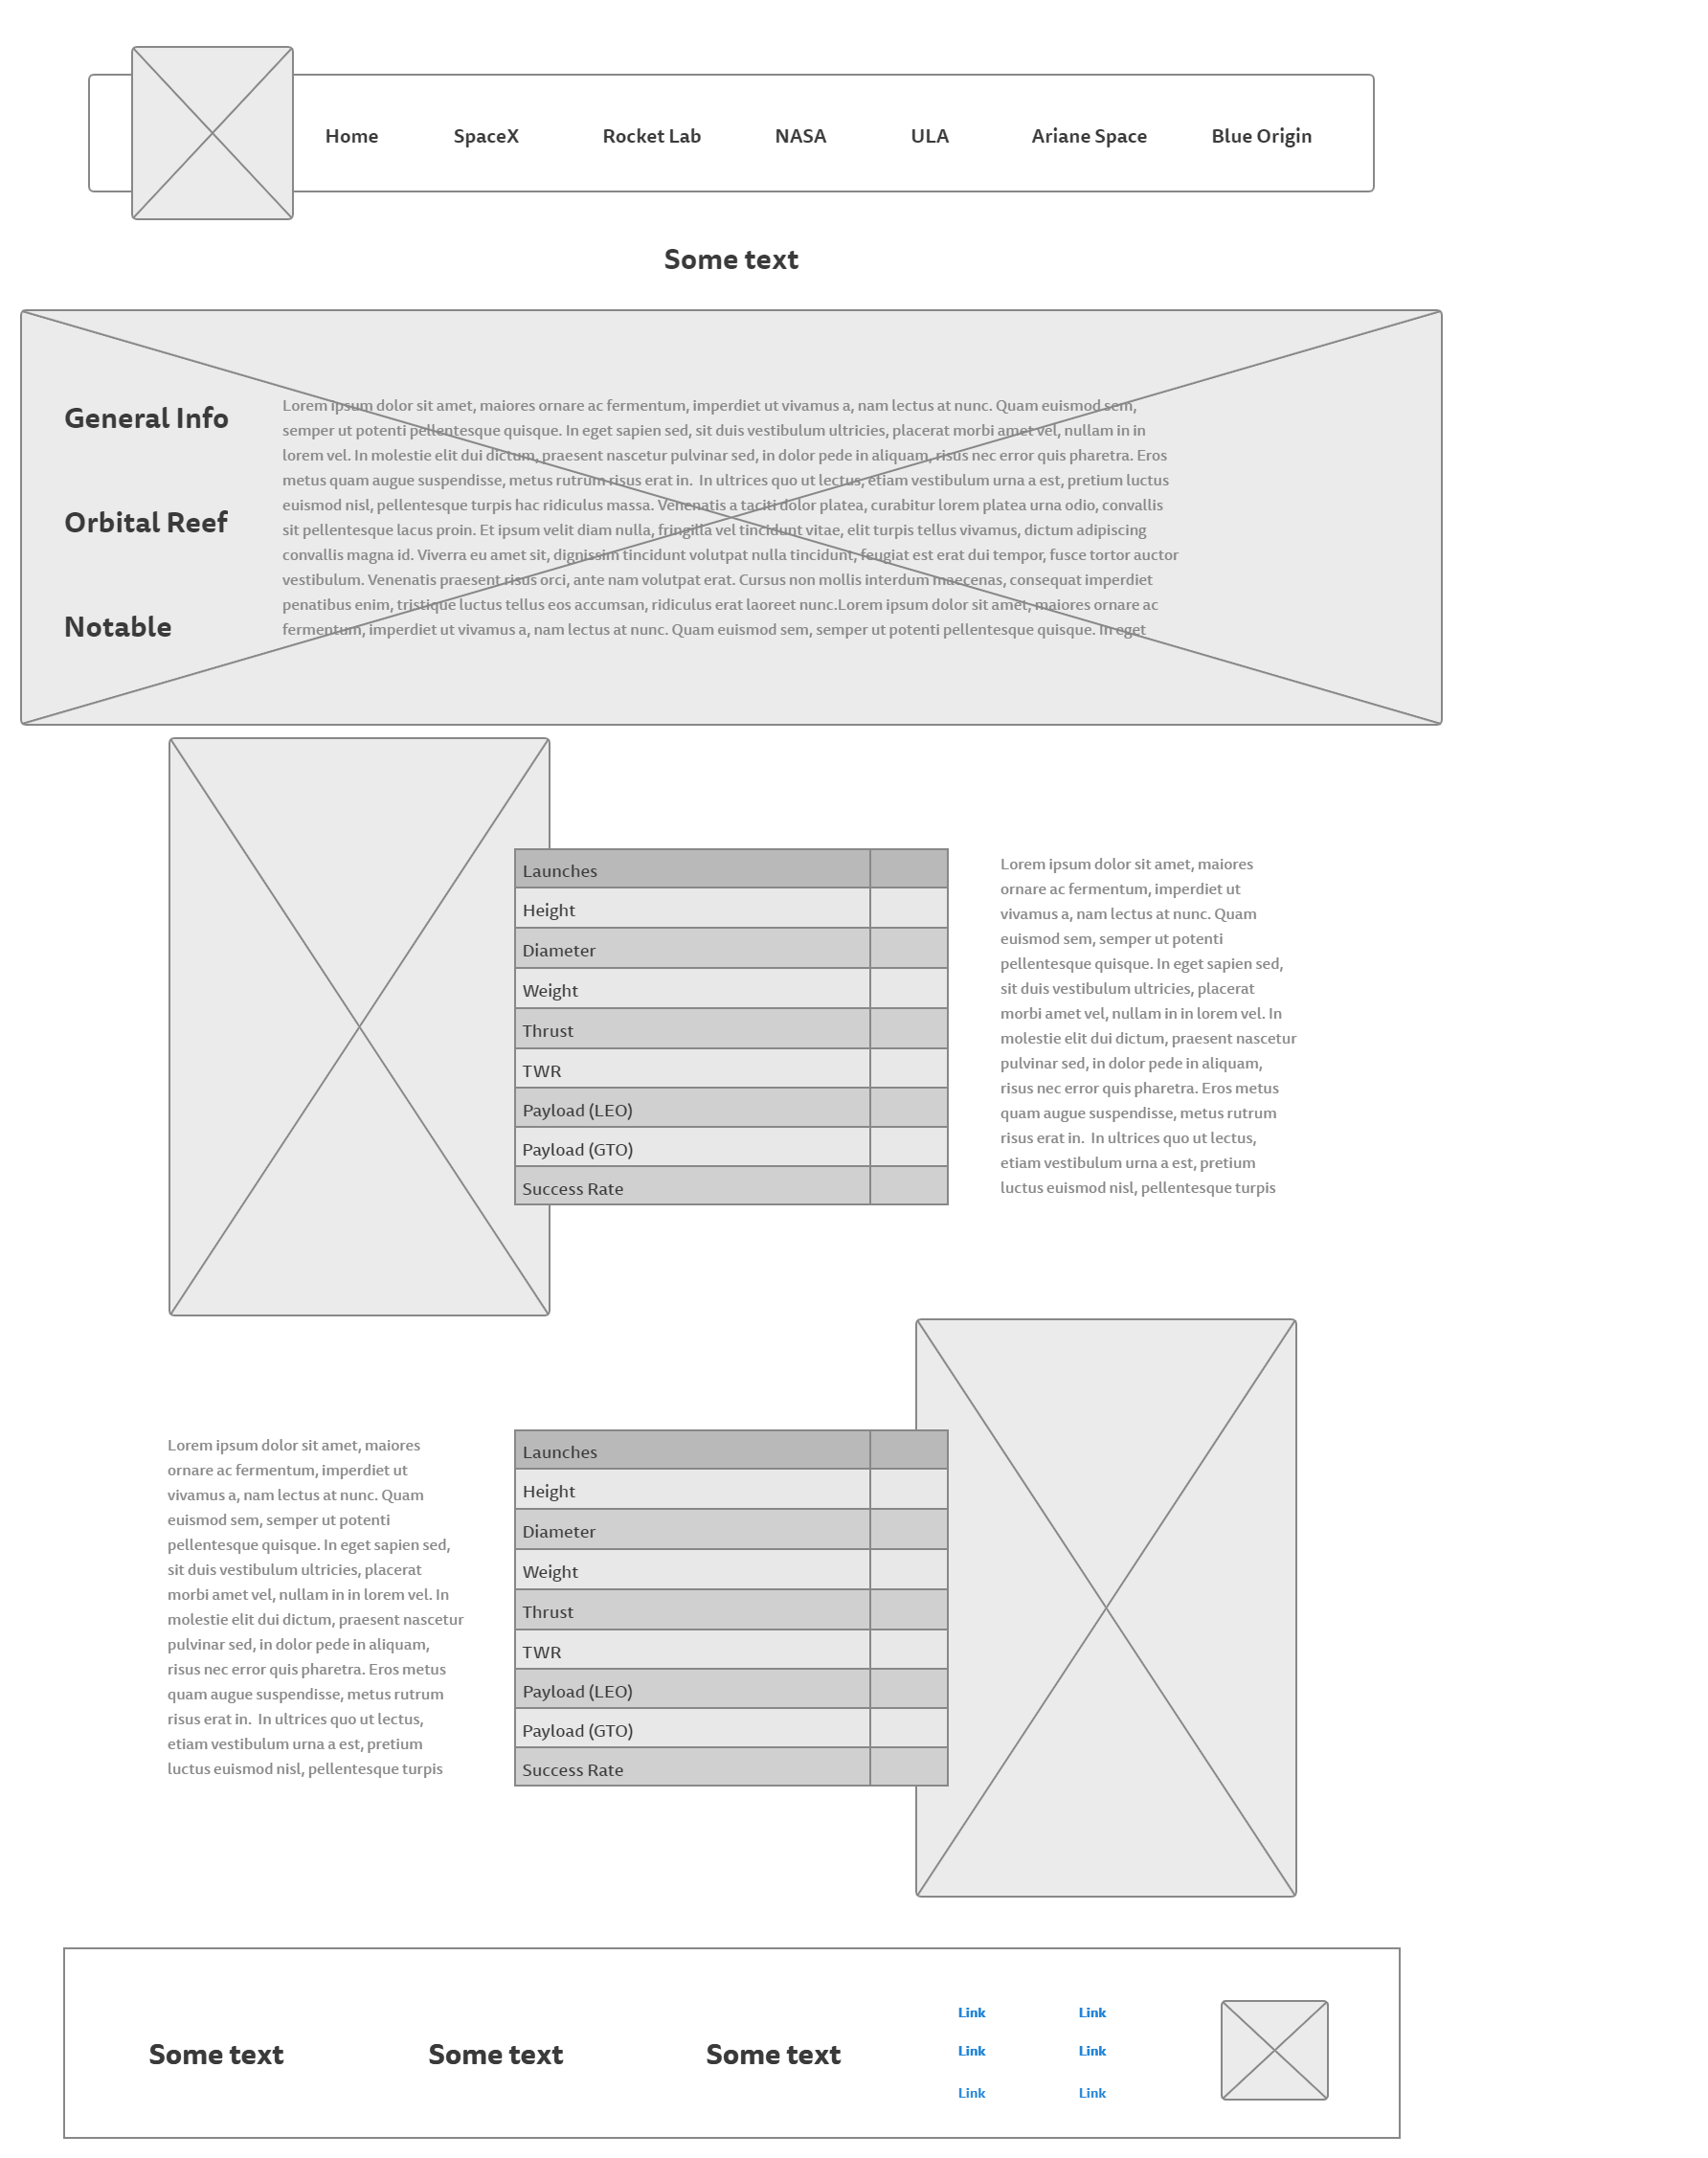 Home SpaceX Rocket Lab NASA ULA Ariane Space Blue Origin
Some text
General Info
Orbital Reef
Notable
Lorem ipsum dolor sit amet, maiores ornare ac fermentum, imperdiet ut vivamus a, nam lectus at nunc. Quam euismod sem,
semper ut potenti pellentesque quisque. In eget sapien sed, sit duis vestibulum ultricies, placerat morbi amet vel, nullam in in
lorem vel. In molestie elit dui dictum, praesent nascetur pulvinar sed, in dolor pede in aliquam, risus nec error quis pharetra. Eros
metus quam augue suspendisse, metus rutrum risus erat in.  In ultrices quo ut lectus, etiam vestibulum urna a est, pretium luctus
euismod nisl, pellentesque turpis hac ridiculus massa. Venenatis a taciti dolor platea, curabitur lorem platea urna odio, convallis
sit pellentesque lacus proin. Et ipsum velit diam nulla, fringilla vel tincidunt vitae, elit turpis tellus vivamus, dictum adipiscing
convallis magna id. Viverra eu amet sit, dignissim tincidunt volutpat nulla tincidunt, feugiat est erat dui tempor, fusce tortor auctor
vestibulum. Venenatis praesent risus orci, ante nam volutpat erat. Cursus non mollis interdum maecenas, consequat imperdiet
penatibus enim, tristique luctus tellus eos accumsan, ridiculus erat laoreet nunc.Lorem ipsum dolor sit amet, maiores ornare ac
fermentum, imperdiet ut vivamus a, nam lectus at nunc. Quam euismod sem, semper ut potenti pellentesque quisque. In eget
Launches
Height
Diameter
Weight
Thrust
TWR
Payload (LEO)
Payload (GTO)
Success Rate
Lorem ipsum dolor sit amet, maiores
ornare ac fermentum, imperdiet ut
vivamus a, nam lectus at nunc. Quam
euismod sem, semper ut potenti
pellentesque quisque. In eget sapien sed,
sit duis vestibulum ultricies, placerat
morbi amet vel, nullam in in lorem vel. In
molestie elit dui dictum, praesent nascetur
pulvinar sed, in dolor pede in aliquam,
risus nec error quis pharetra. Eros metus
quam augue suspendisse, metus rutrum
risus erat in.  In ultrices quo ut lectus,
etiam vestibulum urna a est, pretium
luctus euismod nisl, pellentesque turpis
Lorem ipsum dolor sit amet, maiores
ornare ac fermentum, imperdiet ut
vivamus a, nam lectus at nunc. Quam
euismod sem, semper ut potenti
pellentesque quisque. In eget sapien sed,
sit duis vestibulum ultricies, placerat
morbi amet vel, nullam in in lorem vel. In
molestie elit dui dictum, praesent nascetur
pulvinar sed, in dolor pede in aliquam,
risus nec error quis pharetra. Eros metus
quam augue suspendisse, metus rutrum
risus erat in.  In ultrices quo ut lectus,
etiam vestibulum urna a est, pretium
luctus euismod nisl, pellentesque turpis
Launches
Height
Diameter
Weight
Thrust
TWR
Payload (LEO)
Payload (GTO)
Success Rate
Some text Some text Some text
Link Link
Link Link
Link Link